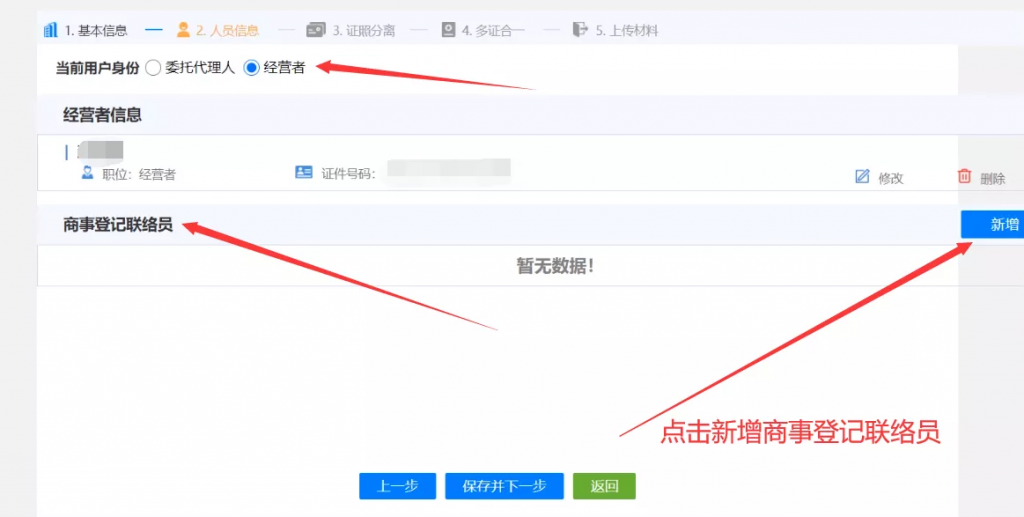 1. 基本信息 2. 人员信息 3. 证照分离 4. 多证合一 5. 上传材料
当前用户身份 委托代理人 经营者
经营者信息
职位：经营者 证件号码： 修改 删除
商事登记联络员 新增
暂无数据！
点击新增商事登记联络员
上一步 保存并下一步 返回